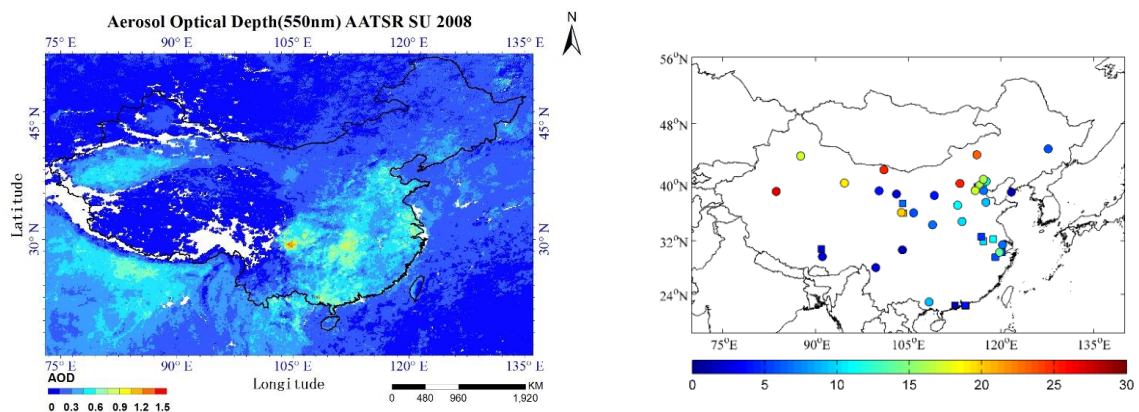 Aerosol Optical Depth(550nm) AATSR SU 2008
N
75° E 90° E 105° E 120° E 135° E
45° N
30° N
Latitude
75° E 90° E 105° E 120° E 135° E
Longitude
AOD
0 0.3 0.6 0.9 1.2 1.5
KM
0 480 960 1,920
56°N
48°N
40°N
32°N
24°N
75°E 90°E 105°E 120°E 135°E
0 5 10 15 20 25 30